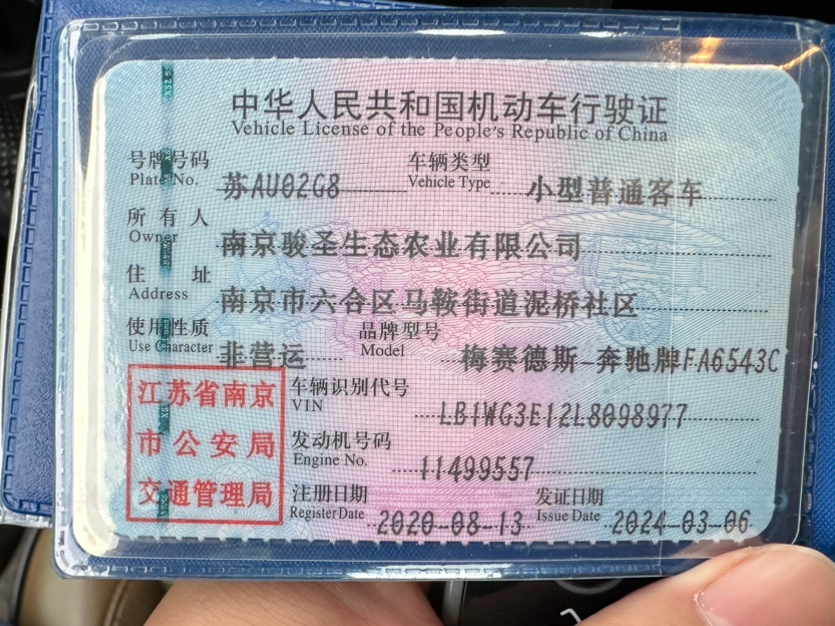 中华人民共和国机动车行驶证
Vehicle License of the People's Republic of China
号牌号码 苏AU02G8 车辆类型 小型普通客车
Plate No. Vehicle Type
所有人 南京骏圣生态农业有限公司
Owner
住址 南京市六合区马鞍街道泥桥社区
Address
使用性质 非营运 品牌型号 梅赛德斯-奔驰牌FA6543C
Use Character Model
江苏省南京
市公安局
交通管理局
车辆识别代号 LB1WG3E12L8098977
VIN
发动机号码 11499557
Engine No.
注册日期 2020-08-13 发证日期 2024-03-06
Register Date Issue Date